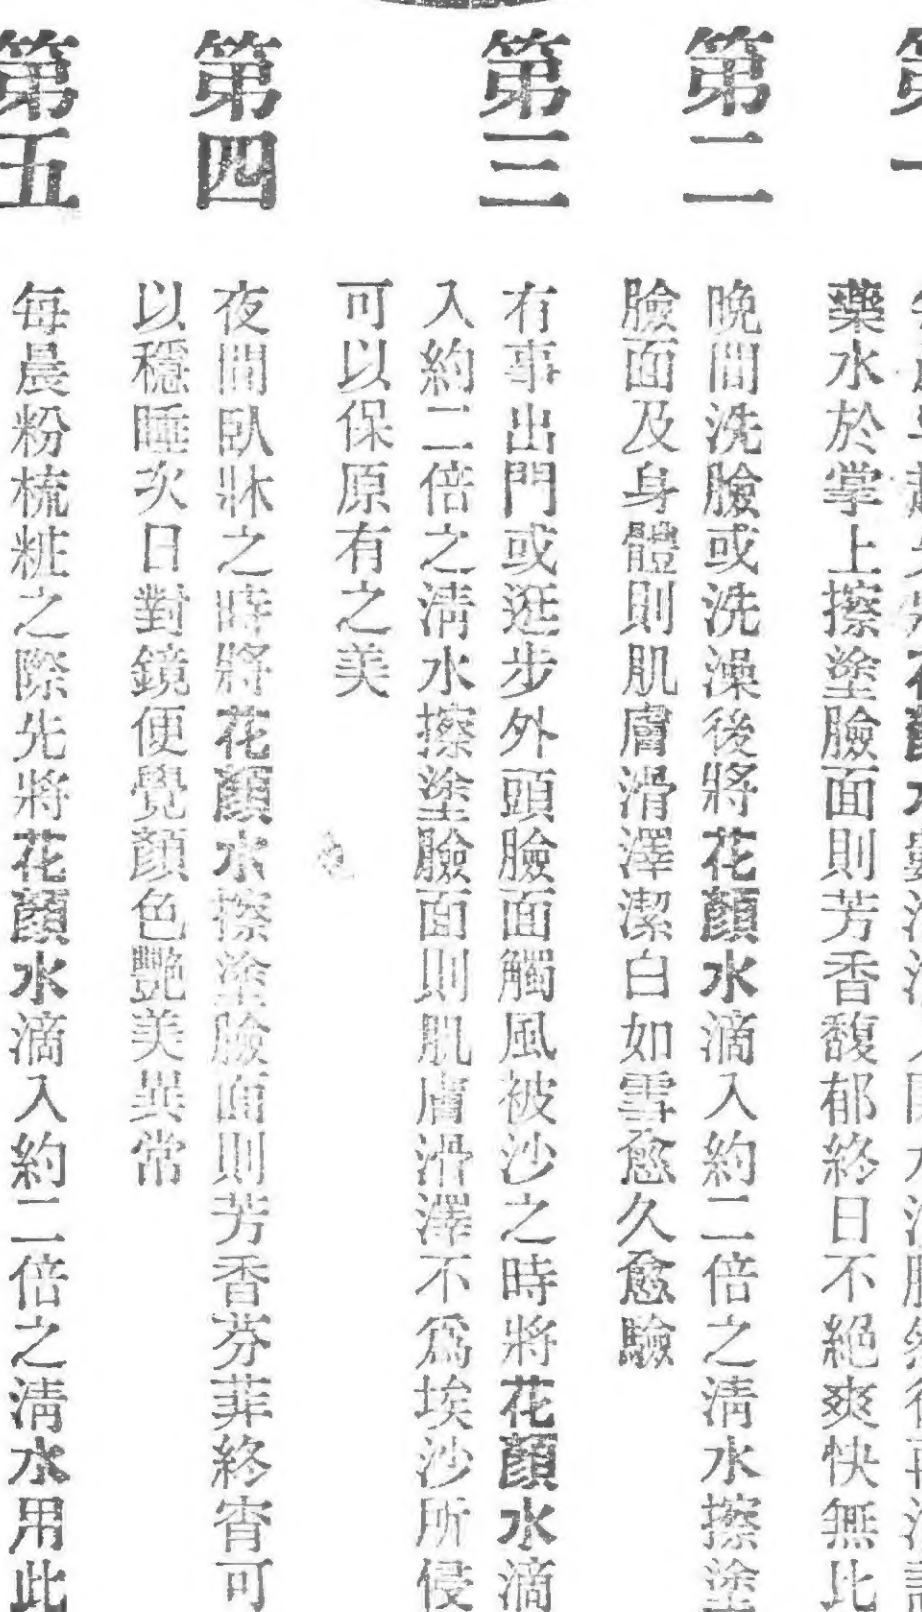 第一
藥水於掌上擦塗臉面則芳香馥郁終日不絕爽快無比
第二
晚間洗臉或洗澡後將花顏水滴入約二倍之清水擦塗
臉面及身體則肌膚滑澤潔白如雪愈久愈驗
第三
有事出門或逛步外頭臉面觸風被沙之時將花顏水滴
入約二倍之清水擦塗臉面則肌膚滑澤不爲埃沙所侵
可以保原有之美
第四
夜間臥牀之時將花顏水擦塗臉面則芳香芬菲終宵可
以穩睡次日對鏡便覺顏色艷美異常
第五
每晨粉梳粧之際先將花顏水滴入約二倍之清水用此